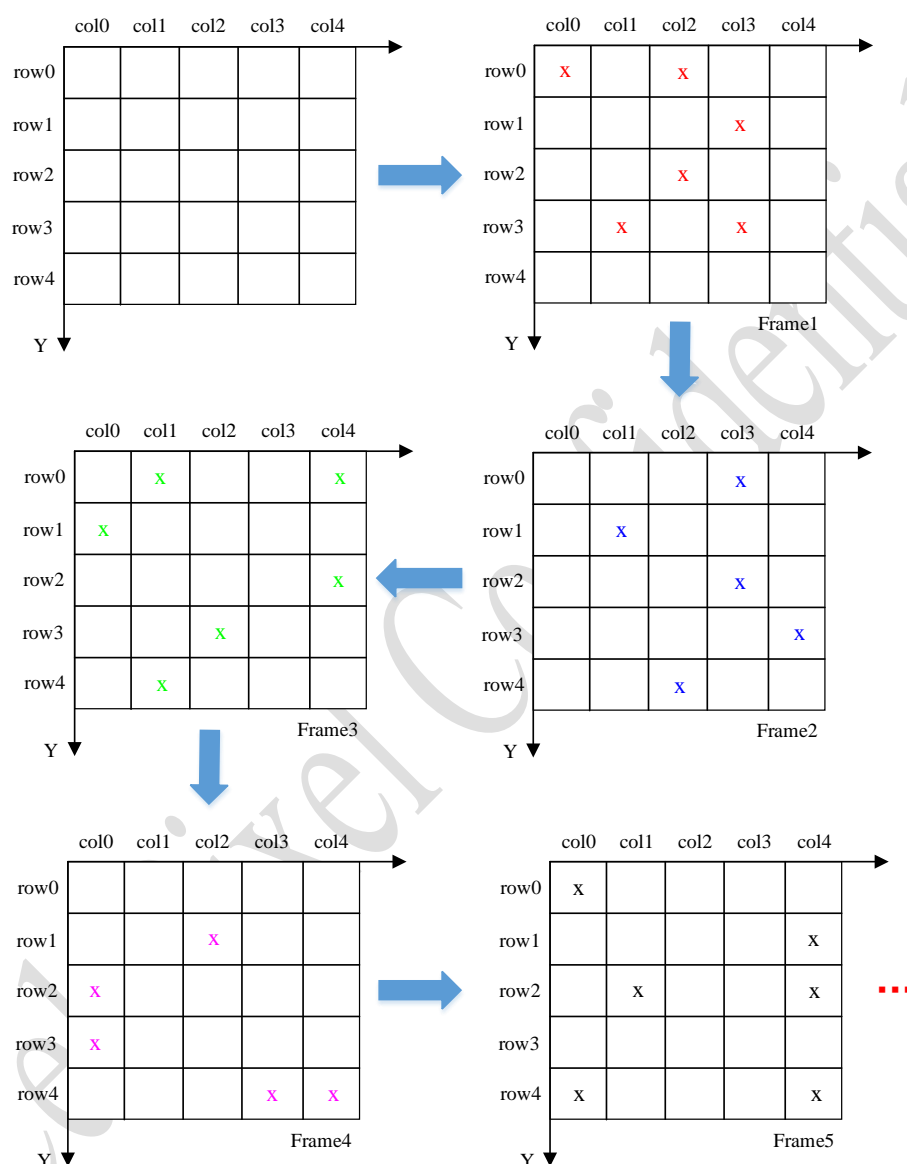 col0 col1 col2 col3 col4
row0
row1
row2
row3
row4
Y
col0 col1 col2 col3 col4
row0 x x
row1 x
row2 x
row3 x x
row4
Frame1
Y
col0 col1 col2 col3 col4
row0 x
row1 x
row2 x
row3 x
row4 x
Frame2
Y
col0 col1 col2 col3 col4
row0 x x
row1 x
row2 x
row3 x
row4 x
Frame3
Y
col0 col1 col2 col3 col4
row0
row1 x
row2 x
row3 x
row4 x x
Frame4
Y
col0 col1 col2 col3 col4
row0 x
row1 x
row2 x x
row3
row4 x x
Frame5
Y